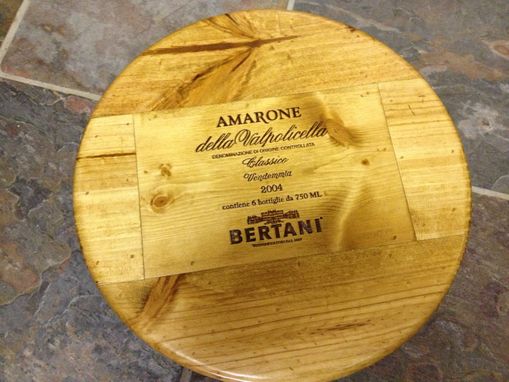 AMARONE
della Valpolicella
DENOMINAZIONE DI ORIGINE CONTROLLATA
Classico
Vendemmia
2004
contiene 6 bottiglie da 750 ML
BERTANI